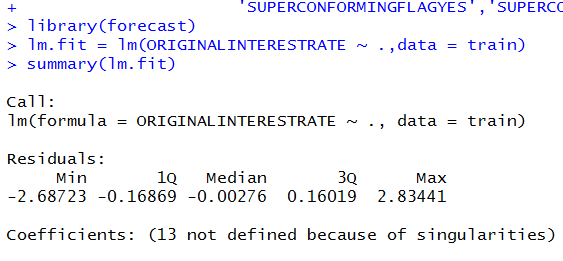 + 'SUPERCONFORMINGFLAGYES','SUPERCO
> library(forecast)
> lm.fit = lm(ORIGINALINTERESTRATE ~ .,data = train)
> summary(lm.fit)
Call:
lm(formula = ORIGINALINTERESTRATE ~ ., data = train)
Residuals:
Min 1Q Median 3Q Max
-2.68723 -0.16869 -0.00276 0.16019 2.83441
Coefficients: (13 not defined because of singularities)